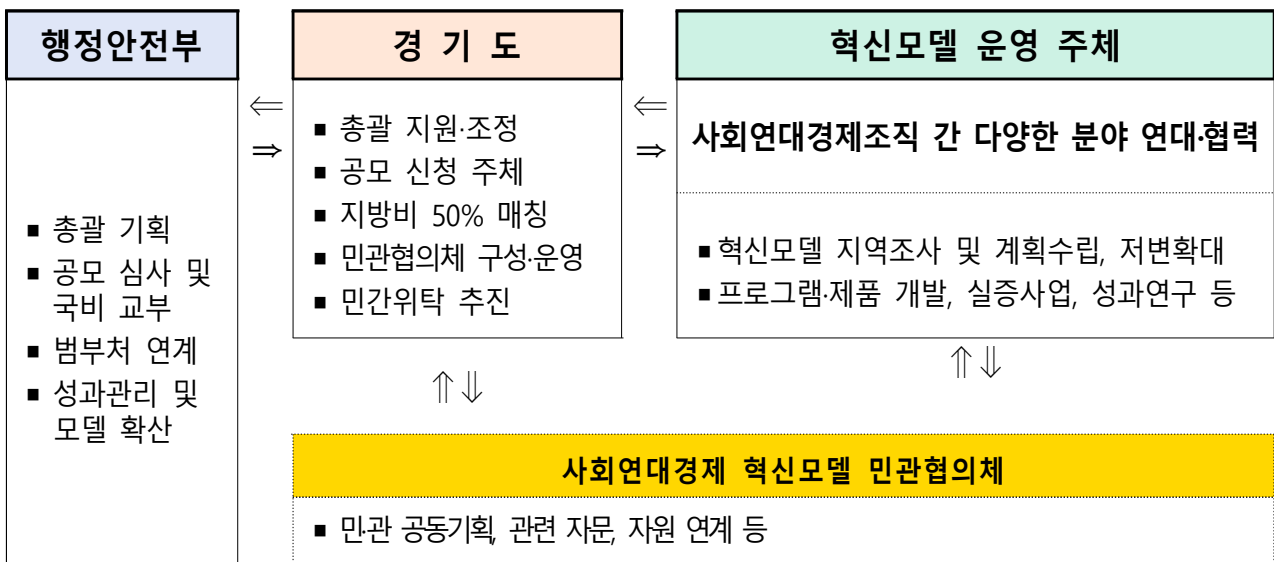 행정안전부
■ 총괄 기획
■ 공모 심사 및
국비 교부
■ 범부처 연계
■ 성과관리 및
모델 확산
⇐
⇒
경 기 도
■ 총괄 지원·조정
■ 공모 신청 주체
■ 지방비 50% 매칭
■ 민관협의체 구성·운영
■ 민간위탁 추진
⇐
⇒
혁신모델 운영 주체
사회연대경제조직 간 다양한 분야 연대·협력
■ 혁신모델 지역조사 및 계획수립, 저변확대
■ 프로그램·제품 개발, 실증사업, 성과연구 등
⇑⇓
⇑⇓
사회연대경제 혁신모델 민관협의체
■ 민·관 공동기획, 관련 자문, 자원 연계 등